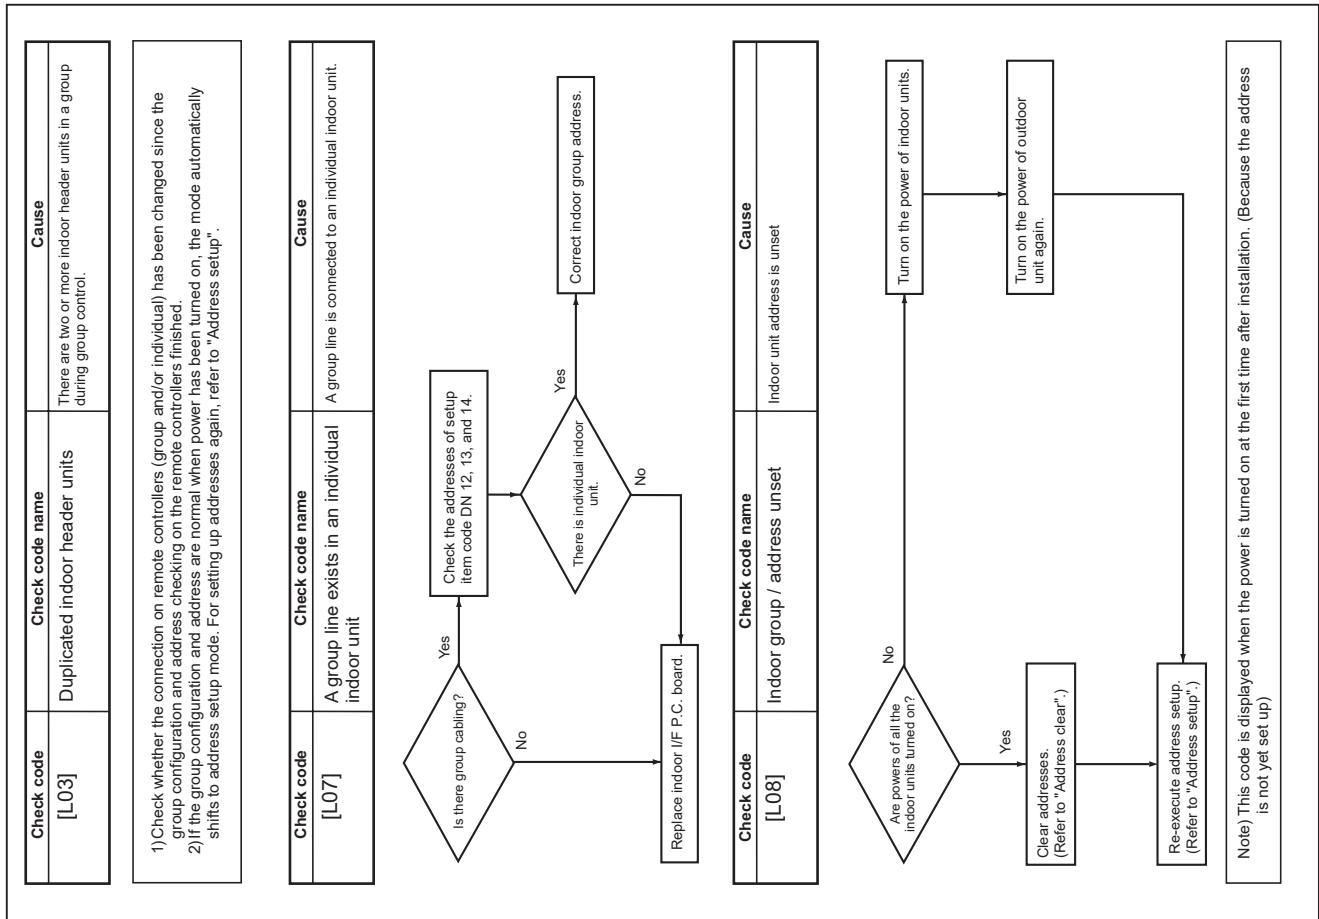 Check code
Check code name
Cause
[L03]
Duplicated indoor header units
There are two or more indoor header units in a group
during group control.
1)Check whether the connection on remote controllers (group and/or individual) has been changed since the
group configuration and address checking on the remote controllers finished.
2)If the group configuration and address are normal when power has been turned on, the mode automatically
shifts to address setup mode. For setting up addresses again, refer to "Address setup".
Check code
Check code name
Cause
[L07]
A group line exists in an individual
indoor unit
A group line is connected to an individual indoor unit.
Is there group cabling?
Yes
No
Check the addresses of setup
item code DN 12, 13, and 14.
There is individual indoor
unit.
Yes
No
Correct indoor group address.
Replace indoor I/F P.C. board.
Check code
Check code name
Cause
[L08]
Indoor group / address unset
Indoor unit address is unset
Are powers of all the
indoor units turned on?
No
Yes
Turn on the power of indoor units.
Turn on the power of outdoor
unit again.
Clear addresses.
(Refer to "Address clear".)
Re-execute address setup.
(Refer to "Address setup".)
Note) This code is displayed when the power is turned on at the first time after installation. (Because the address
is not yet set up)